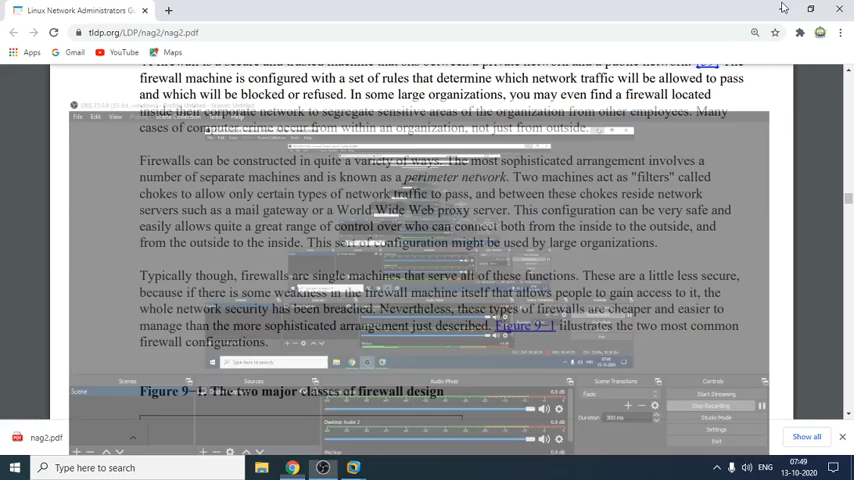 Linux Network Administrators Gu
tldp.org/LDP/nag2/nag2.pdf
Apps Gmail YouTube Maps
firewall machine is configured with a set of rules that determine which network traffic will be allowed to pass
and which will be blocked or refused. In some large organizations, you may even find a firewall located
inside their corporate network to segregate sensitive areas of the organization from other employees. Many
cases of computer crime occur from within an organization, not just from outside.
Firewalls can be constructed in quite a variety of ways. The most sophisticated arrangement involves a
number of separate machines and is known as a perimeter network. Two machines act as "filters" called
chokes to allow only certain types of network traffic to pass, and between these chokes reside network
servers such as a mail gateway or a World Wide Web proxy server. This configuration can be very safe and
easily allows quite a great range of control over who can connect both from the inside to the outside, and
from the outside to the inside. This sort of configuration might be used by large organizations.
Typically though, firewalls are single machines that serve all of these functions. These are a little less secure,
because if there is some weakness in the firewall machine itself that allows people to gain access to it, the
whole network security has been breached. Nevertheless, these types of firewalls are cheaper and easier to
manage than the more sophisticated arrangement just described. Figure 9−1 illustrates the two most common
firewall configurations.
Figure 9−1. The two major classes of firewall design
File Edit View
Scenes Sources Audio Mixer Scene Transitions Controls
Scene
Fade Start Streaming
Stop Recording
Duration 300 ms Studio Mode
Desktop Audio 2 0.0 dB
Settings
Exit
nag2.pdf
Show all
Type here to search
ENG
07:49
13-10-2020